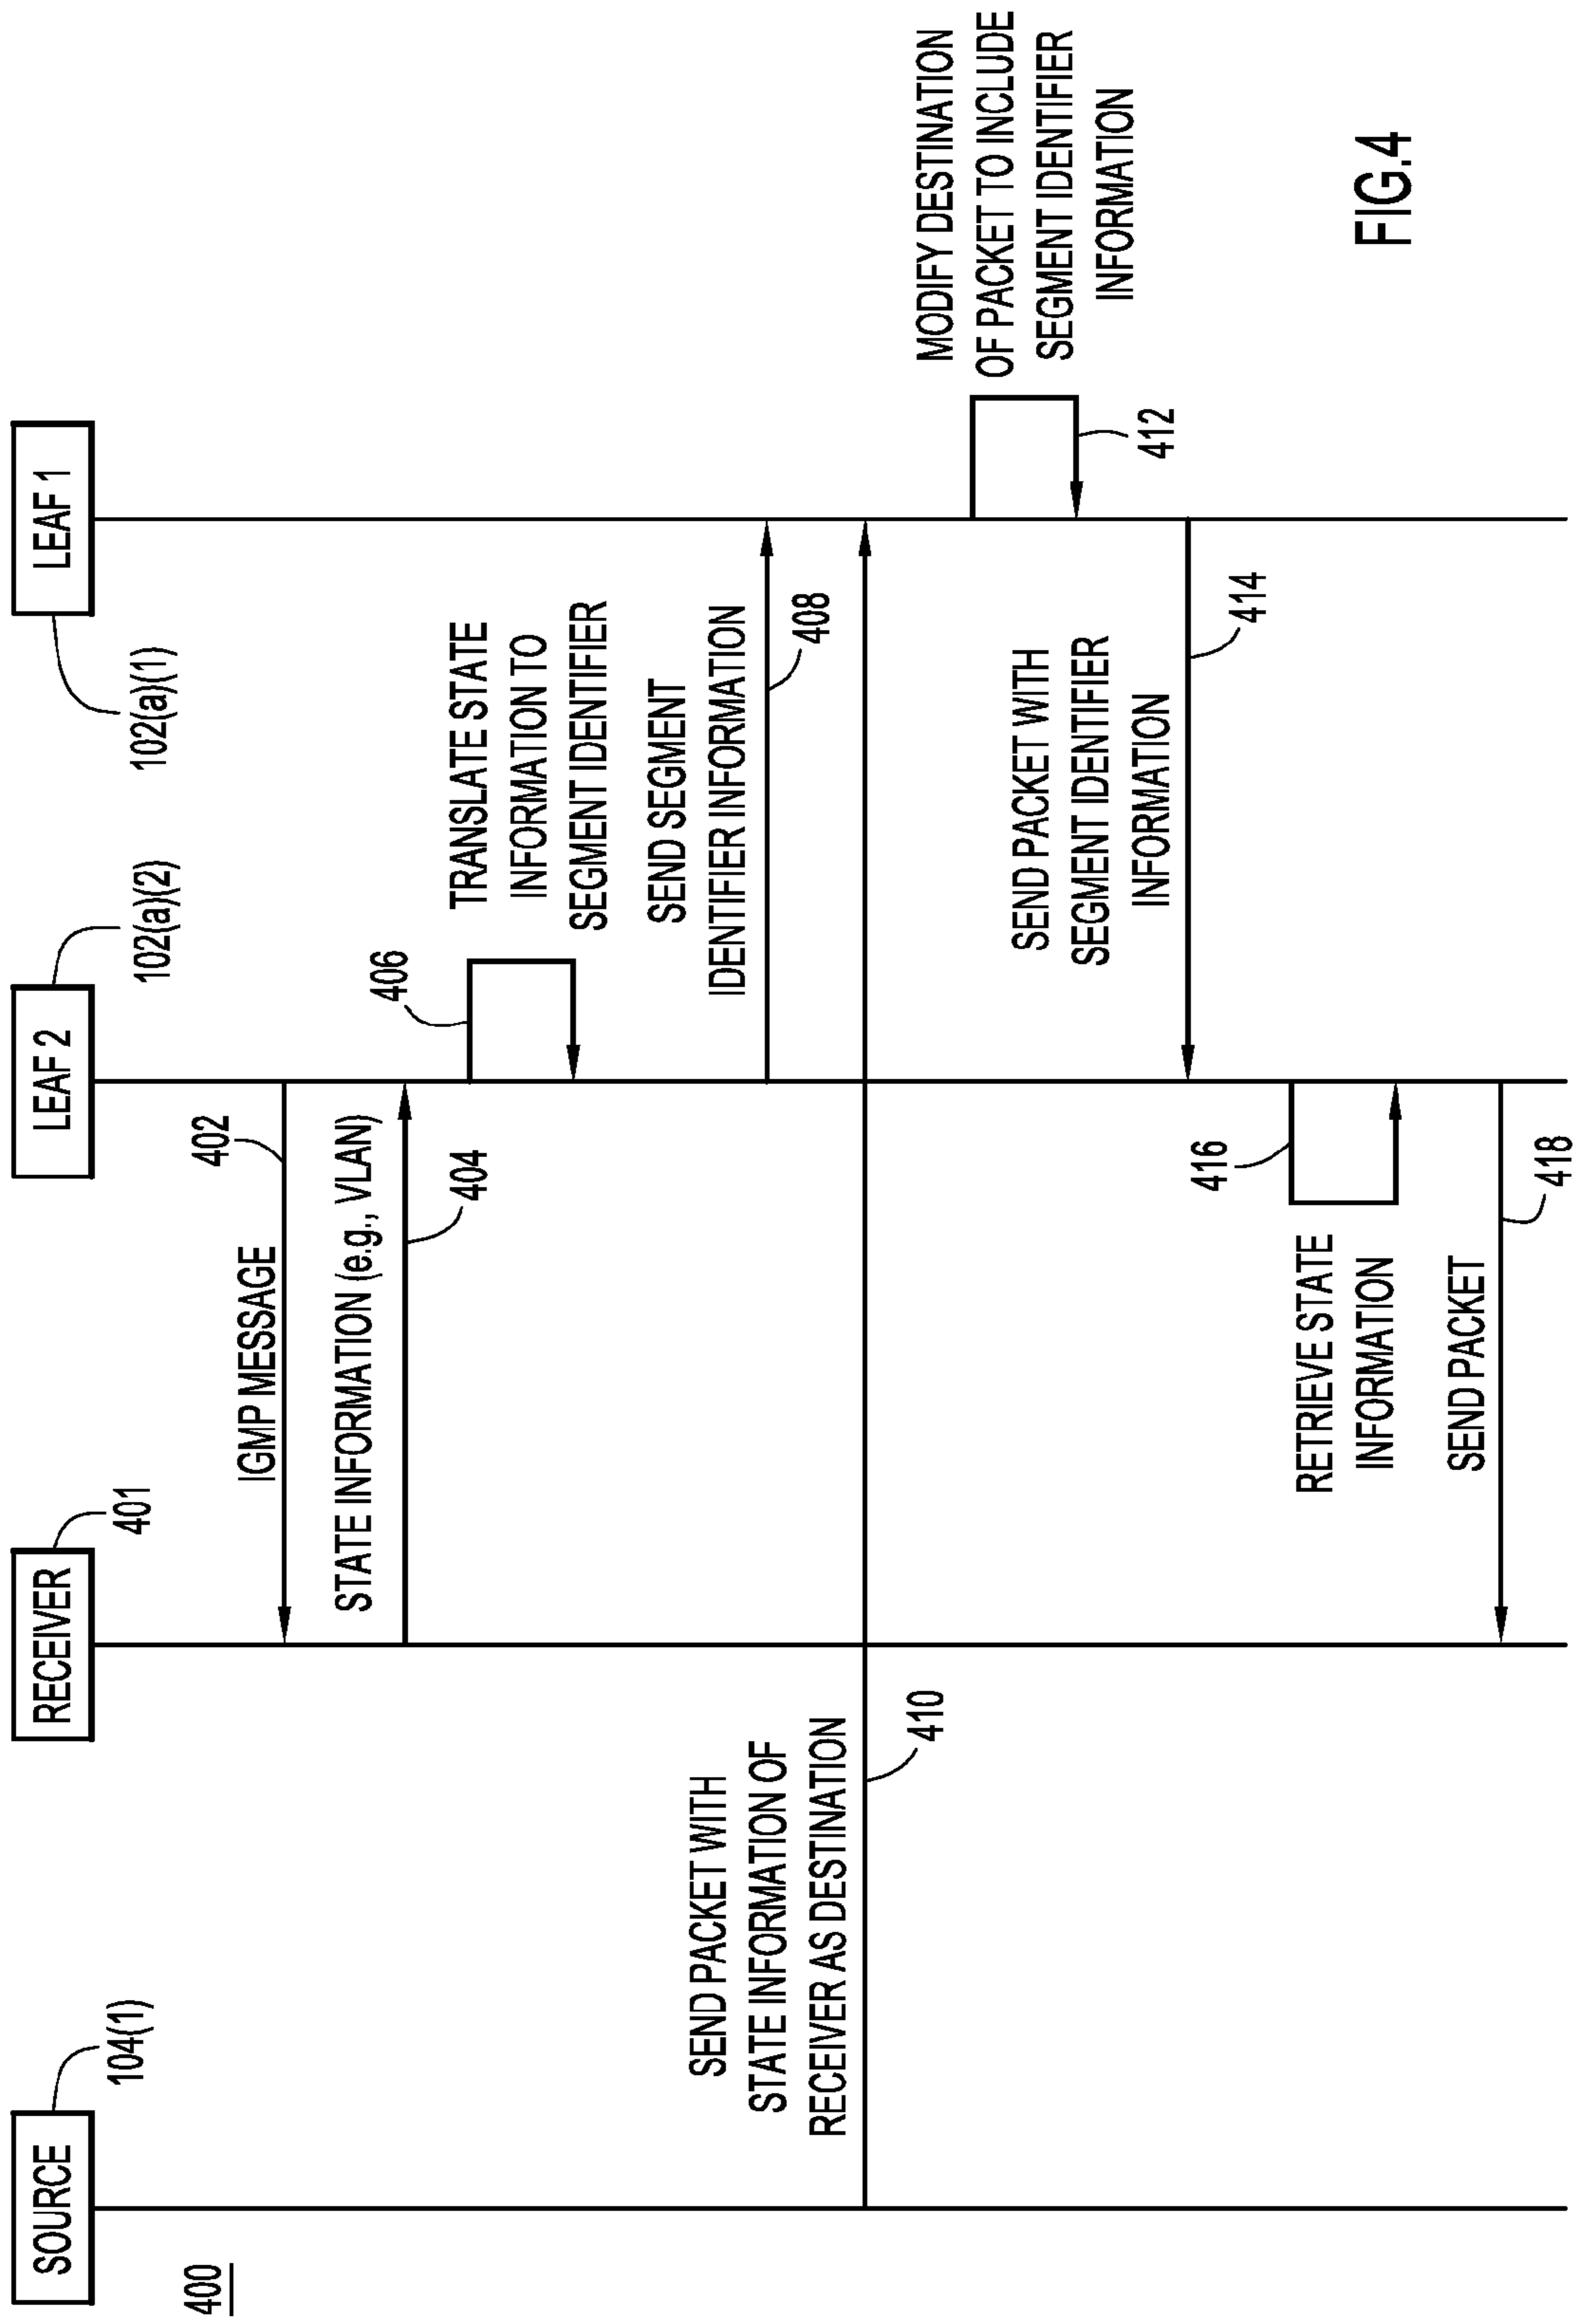 400
SOURCE
104(1)
RECEIVER
401
LEAF 2
102(a)(2)
LEAF 1
102(a)(1)
IGMP MESSAGE
402
STATE INFORMATION (e.g., VLAN)
404
406
TRANSLATE STATE
INFORMATION TO
SEGMENT IDENTIFIER
SEND SEGMENT
IDENTIFIER INFORMATION
408
SEND PACKET WITH
STATE INFORMATION OF
RECEIVER AS DESTINATION
410
MODIFY DESTINATION
OF PACKET TO INCLUDE
SEGMENT IDENTIFIER
INFORMATION
412
SEND PACKET WITH
SEGMENT IDENTIFIER
INFORMATION
414
416
RETRIEVE STATE
INFORMATION
SEND PACKET
418
FIG.4